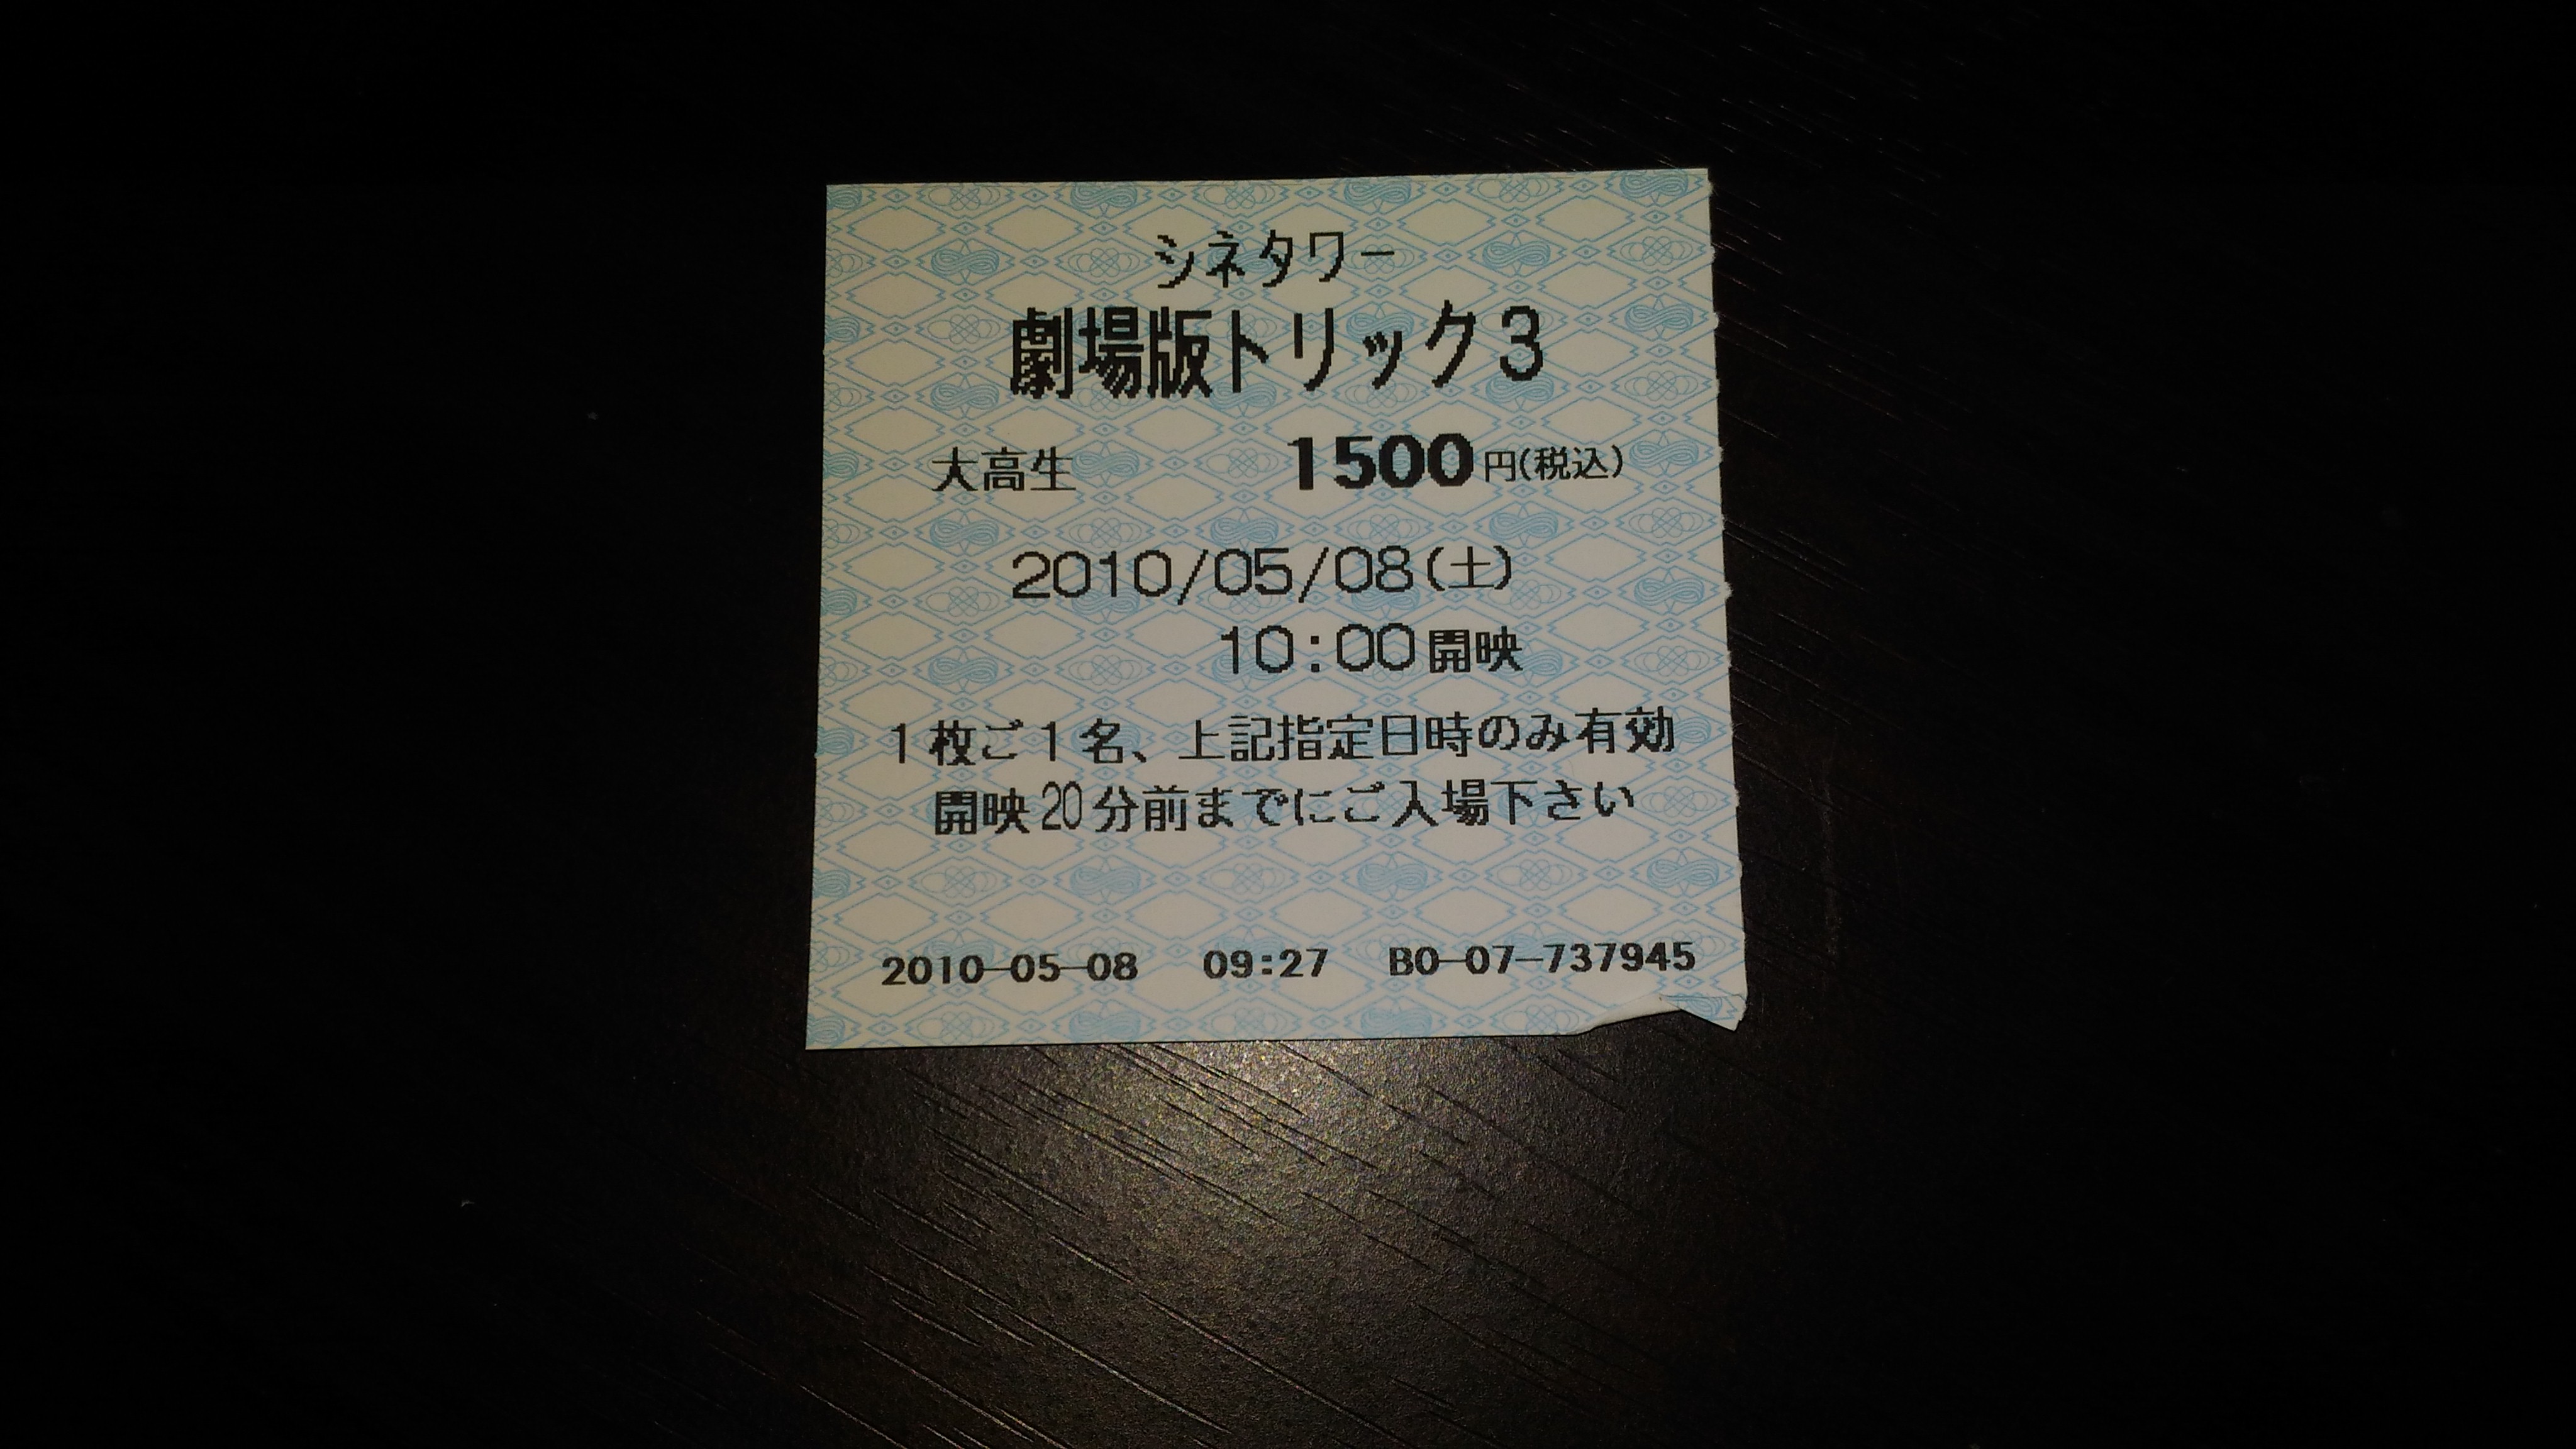 シネタワー
劇場版トリック3
大高生 1500円(税込)
2010/05/08(土)
10:00開映
1枚ご1名、上記指定日時のみ有効
開映20分前までにご入場下さい
2010-05-08 09:27 B0-07-737945